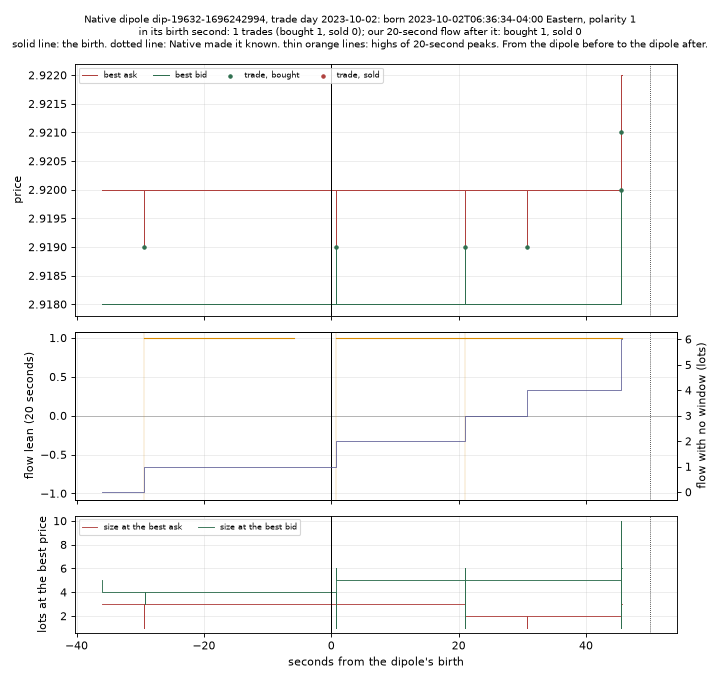 Native dipole dip-19632-1696242994, trade day 2023-10-02: born 2023-10-02T06:36:34-04:00 Eastern, polarity 1
in its birth second: 1 trades (bought 1, sold 0); our 20-second flow after it: bought 1, sold 0
solid line: the birth. dotted line: Native made it known. thin orange lines: highs of 20-second peaks. From the dipole before to the dipole after.
best ask
best bid
trade, bought
trade, sold
2.9220
2.9215
2.9210
2.9205
2.9200
2.9195
2.9190
2.9185
2.9180
price
1.0
0.5
0.0
−0.5
−1.0
flow lean (20 seconds)
6
5
4
3
2
1
0
flow with no window (lots)
size at the best ask
size at the best bid
10
8
6
4
2
lots at the best price
−40
−20
0
20
40
seconds from the dipole's birth